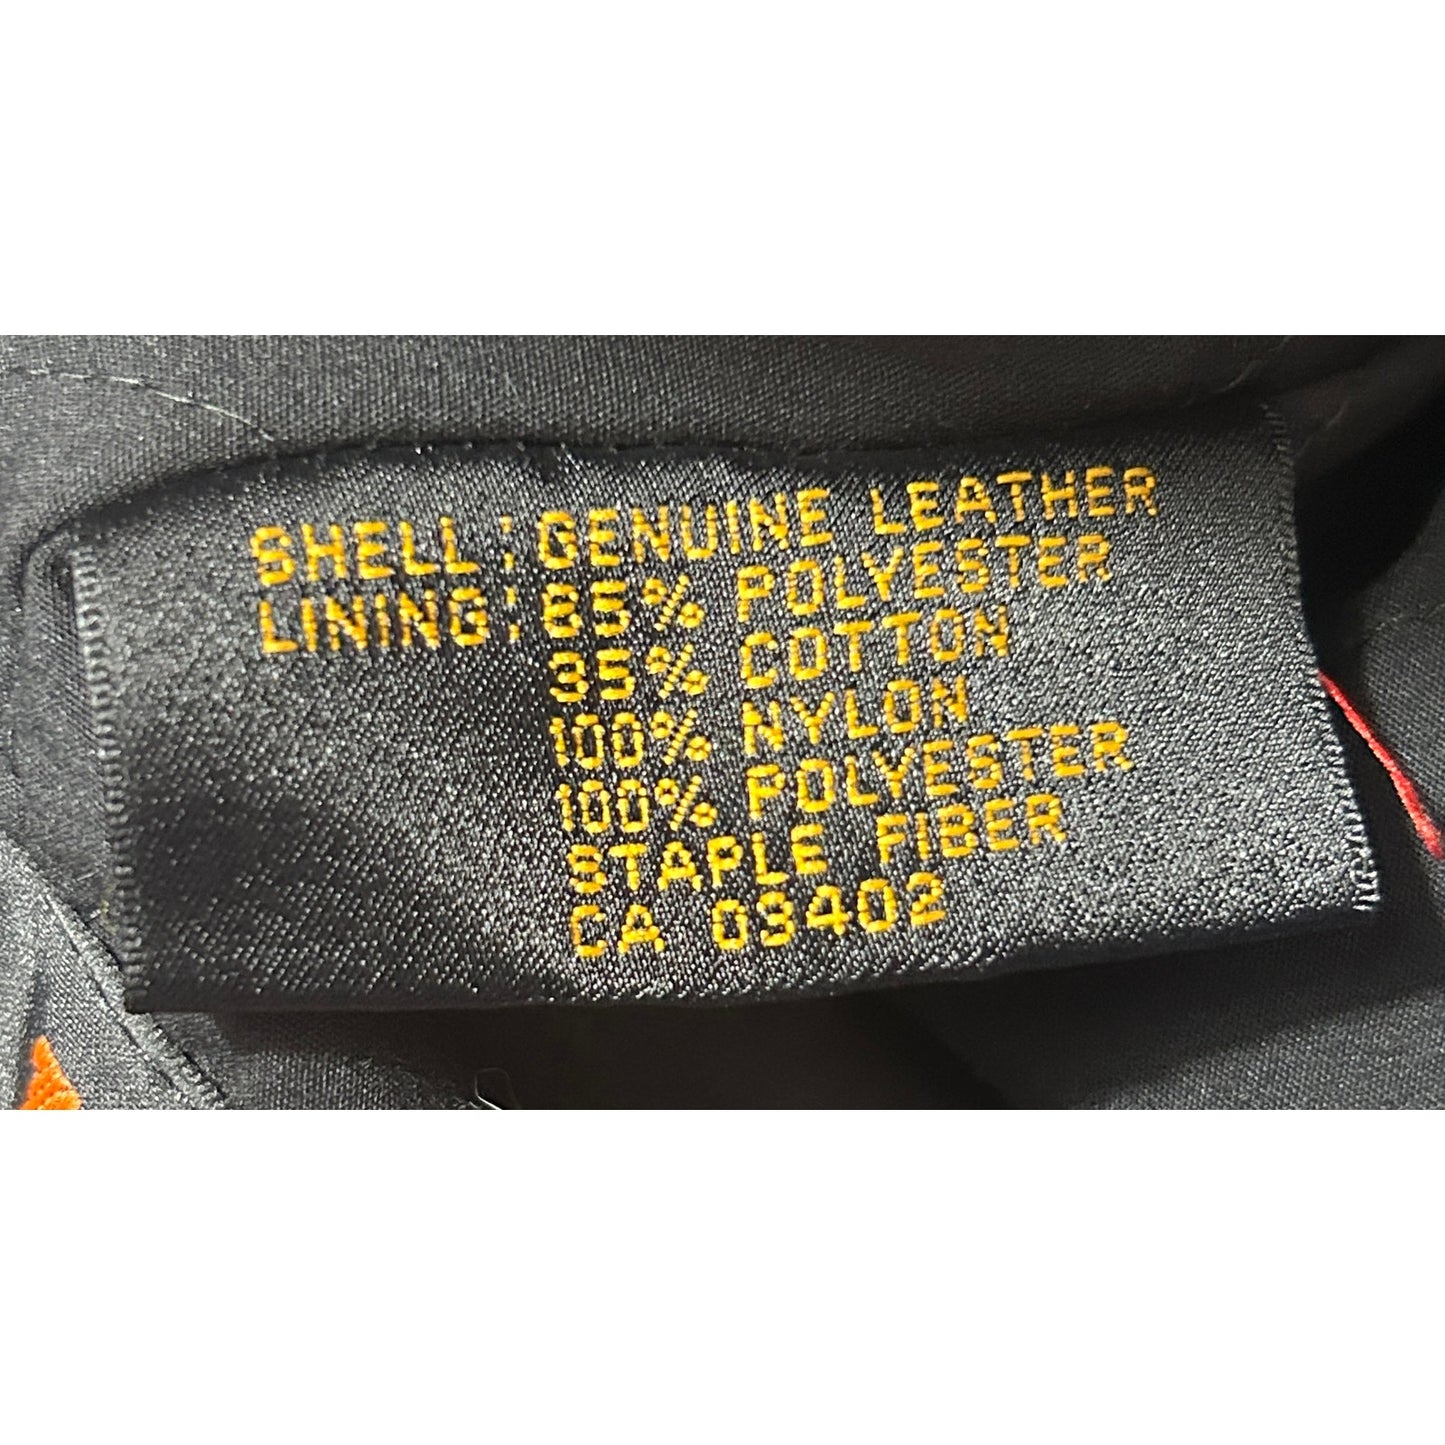 SHELL: GENUINE LEATHER
LINING: 65% POLYESTER
35% COTTON
100% NYLON
100% POLYESTER
STAPLE FIBER
CA 03402